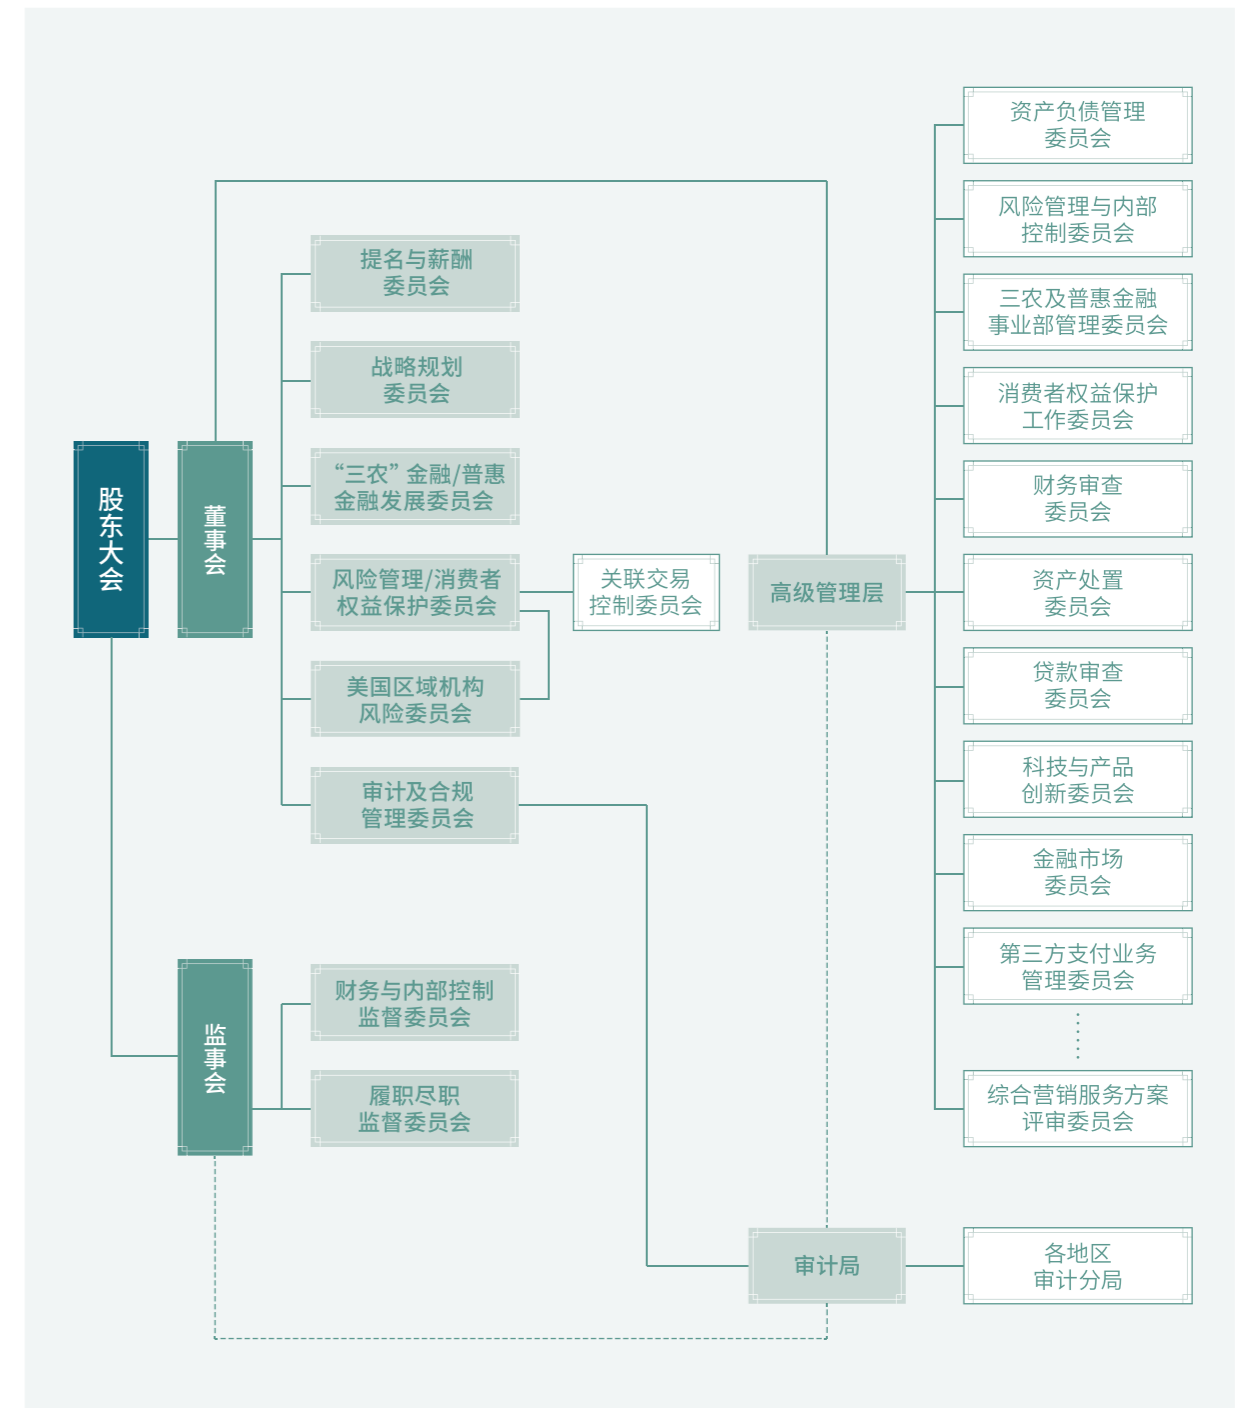 股东大会
董事会
提名与薪酬
委员会
战略规划
委员会
“三农”金融/普惠
金融发展委员会
风险管理/消费者
权益保护委员会
关联交易
控制委员会
美国区域机构
风险委员会
审计及合规
管理委员会
监事会
财务与内部控制
监督委员会
履职尽职
监督委员会
高级管理层
资产负债管理
委员会
风险管理与内部
控制委员会
三农及普惠金融
事业部管理委员会
消费者权益保护
工作委员会
财务审查
委员会
资产处置
委员会
贷款审查
委员会
科技与产品
创新委员会
金融市场
委员会
第三方支付业务
管理委员会
综合营销服务方案
评审委员会
审计局
各地区
审计分局